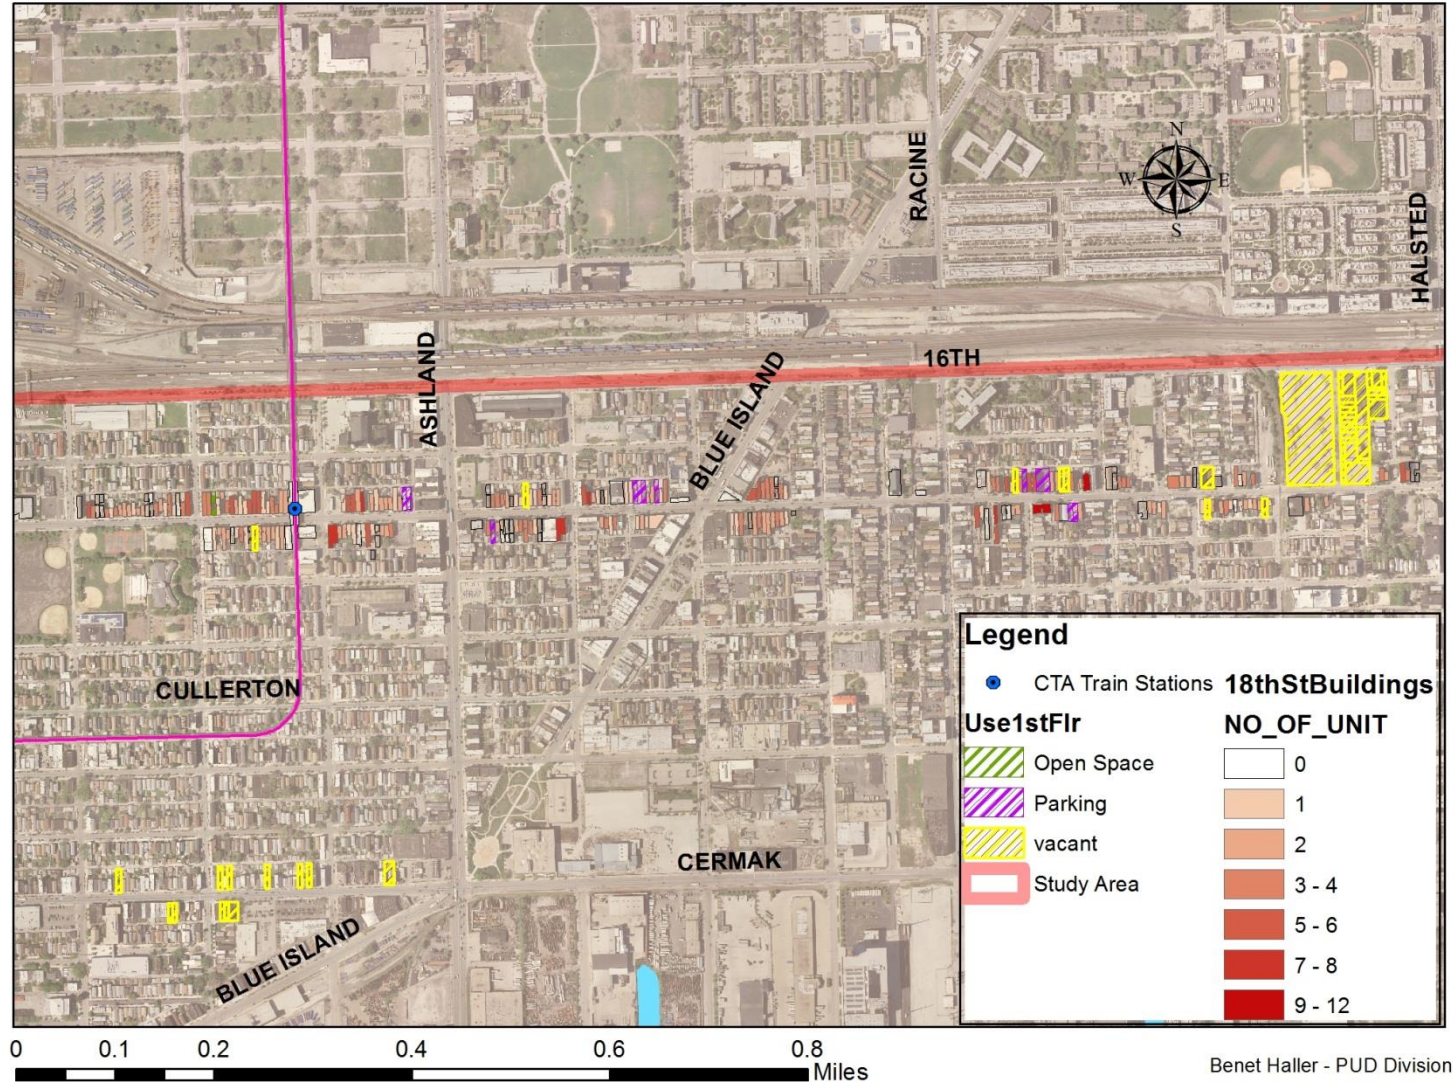 N
W E
S
RACINE
HALSTED
ASHLAND
16TH
BLUE ISLAND
CULLERTON
CERMAK
BLUE ISLAND
Legend
CTA Train Stations
Use1stFlr
Open Space
Parking
vacant
Study Area
18thStBuildings
NO_OF_UNIT
0
1
2
3 - 4
5 - 6
7 - 8
9 - 12
0 0.1 0.2 0.4 0.6 0.8
Miles
Benet Haller - PUD Division